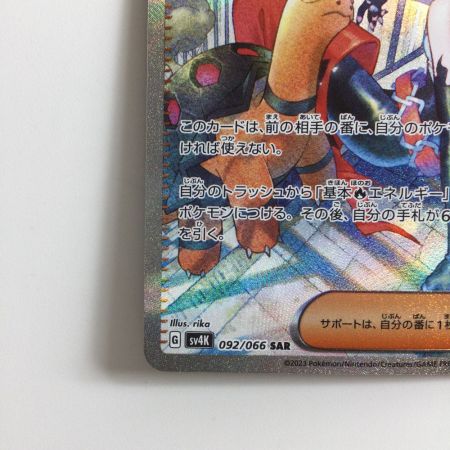 このカードは、前の相手の番に、自分のポケ
ければ使えない。
自分のトラッシュから「基本エネルギー」
ポケモンにつける。その後、自分の手札が6
を引く。
Illus. rika
サポートは、自分の番に1枚
G sv4K 092/066 SAR
©2023 Pokémon/Nintendo/Creatures/GAME FRE